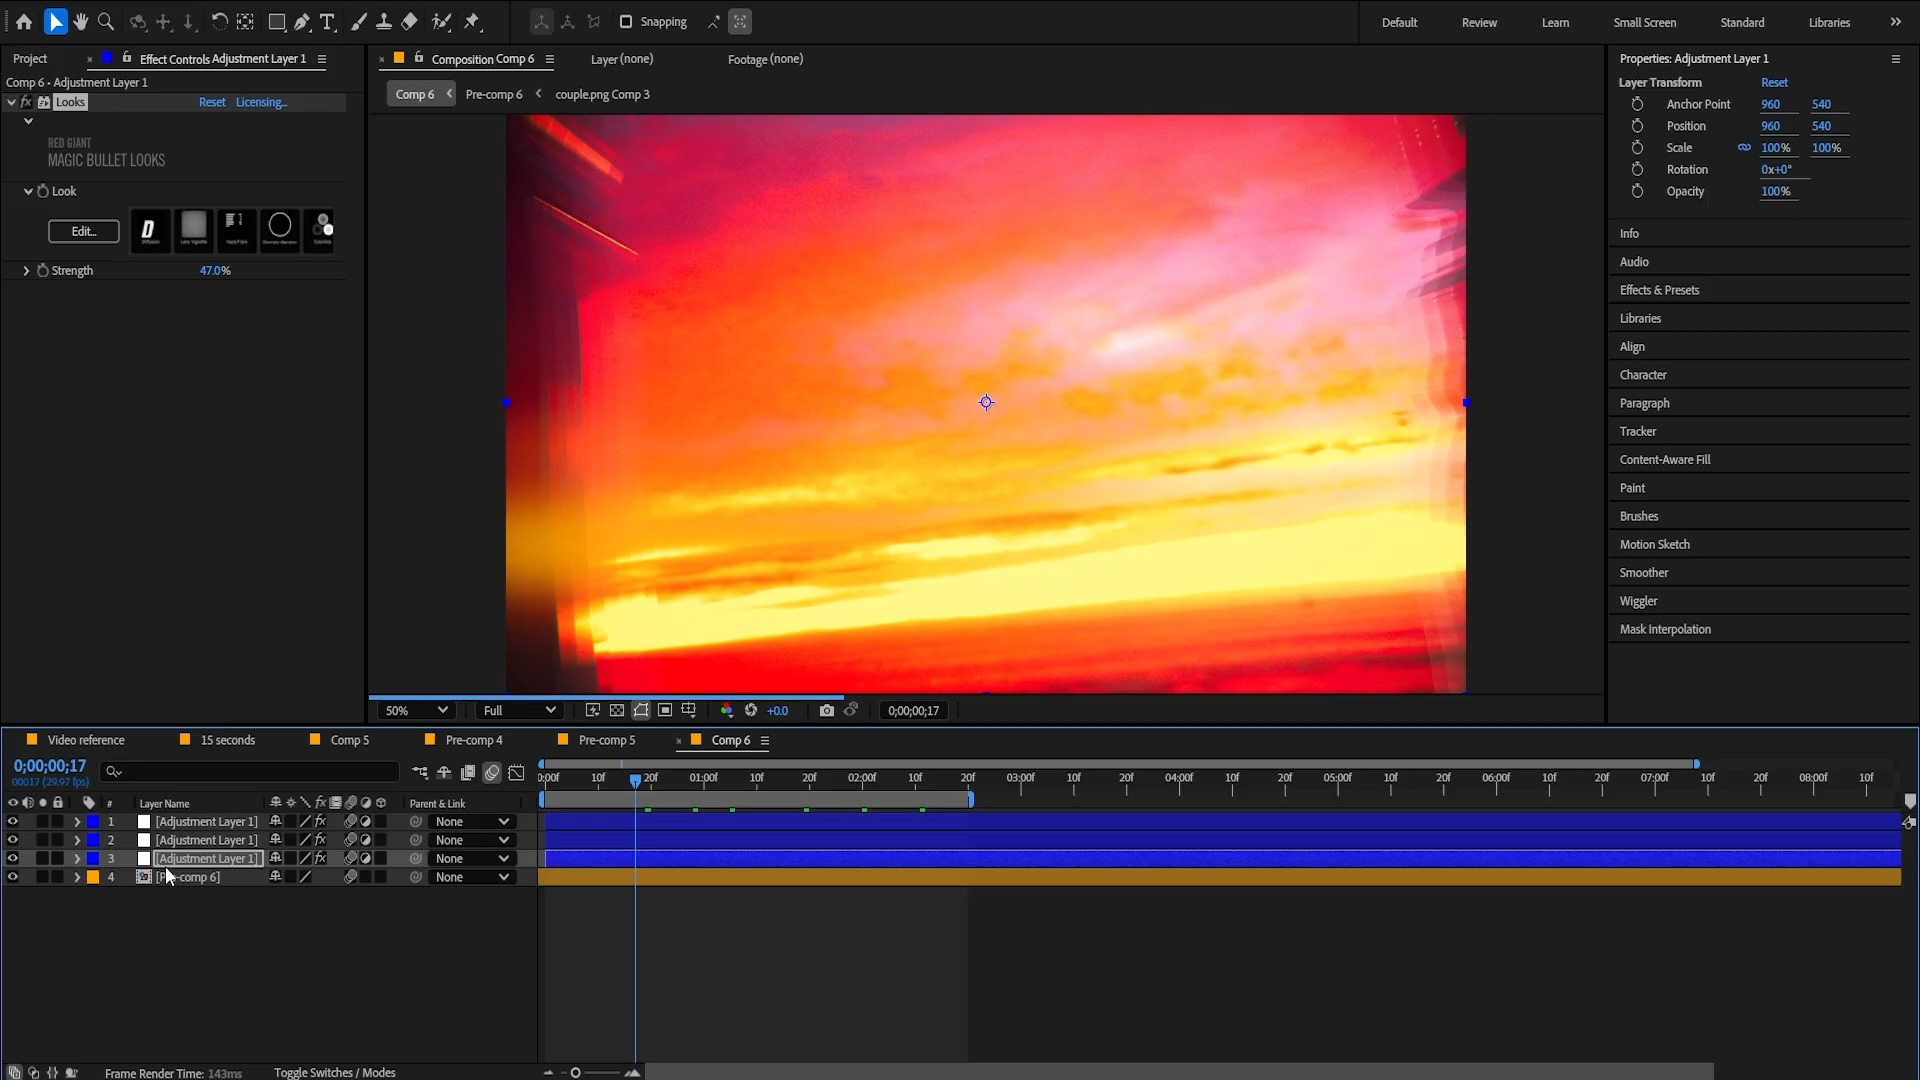 Snapping
Default
Review
Learn
Small Screen
Standard
Libraries
Project
Effect Controls Adjustment Layer 1
Composition Comp 6
Layer (none)
Footage (none)
Properties: Adjustment Layer 1
Comp 6 • Adjustment Layer 1
Comp 6
Pre-comp 6
couple.png Comp 3
Layer Transform
Reset
fx Looks
Reset
Licensing...
Anchor Point
960
540
Position
960
540
Scale
100%
100%
Rotation
0x+0°
Opacity
100%
RED GIANT
MAGIC BULLET LOOKS
Look
Edit...
D
Diffusion
Lens Vignette
Strength
47.0%
Info
Audio
Effects & Presets
Libraries
Align
Character
Paragraph
Tracker
Content-Aware Fill
Paint
Brushes
Motion Sketch
Smoother
Wiggler
Mask Interpolation
50%
Full
+0.0
0;00;00;17
Video reference
15 seconds
Comp 5
Pre-comp 4
Pre-comp 5
Comp 6
0;00;00;17
00017 (29.97 fps)
0:00f
10f
20f
01:00f
10f
20f
02:00f
10f
20f
03:00f
10f
20f
04:00f
10f
20f
05:00f
10f
20f
06:00f
10f
20f
07:00f
10f
20f
08:00f
10f
#
Layer Name
fx
Parent & Link
1
[Adjustment Layer 1]
fx
None
2
[Adjustment Layer 1]
fx
None
3
[Adjustment Layer 1]
fx
None
4
comp 6]
None
Frame Render Time: 143ms
Toggle Switches / Modes